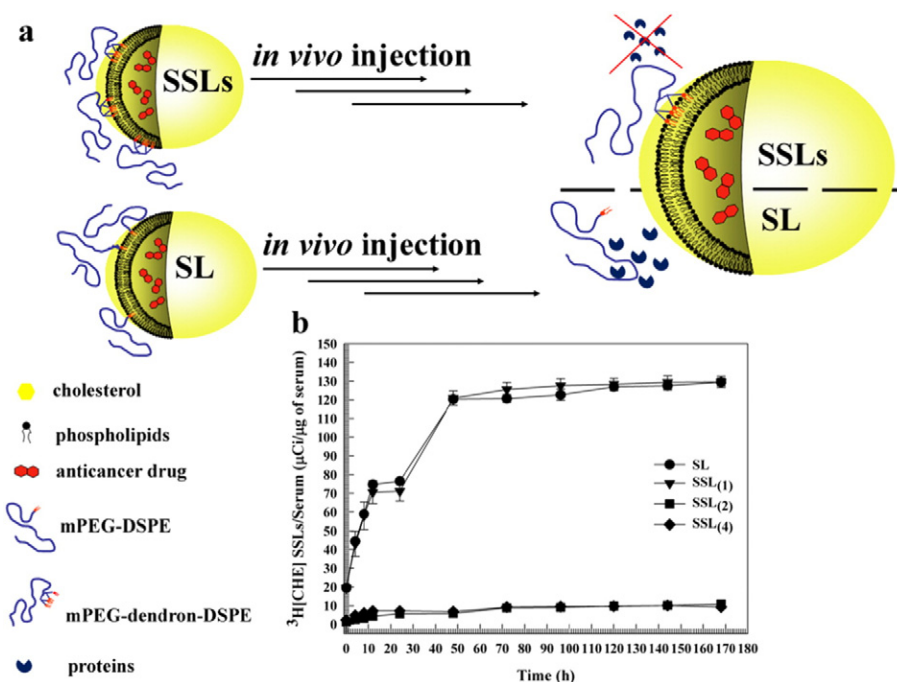 a
SSLs
in vivo injection
SSLs
SL
SL
in vivo injection
cholesterol
phospholipids
anticancer drug
mPEG-DSPE
mPEG-dendron-DSPE
proteins
b
³H[CHE] SSLs/Serum (μCi/μg of serum)
150
140
130
120
110
100
90
80
70
60
50
40
30
20
10
0
SL
SSL(1)
SSL(2)
SSL(4)
0 10 20 30 40 50 60 70 80 90 100 110 120 130 140 150 160 170 180
Time (h)